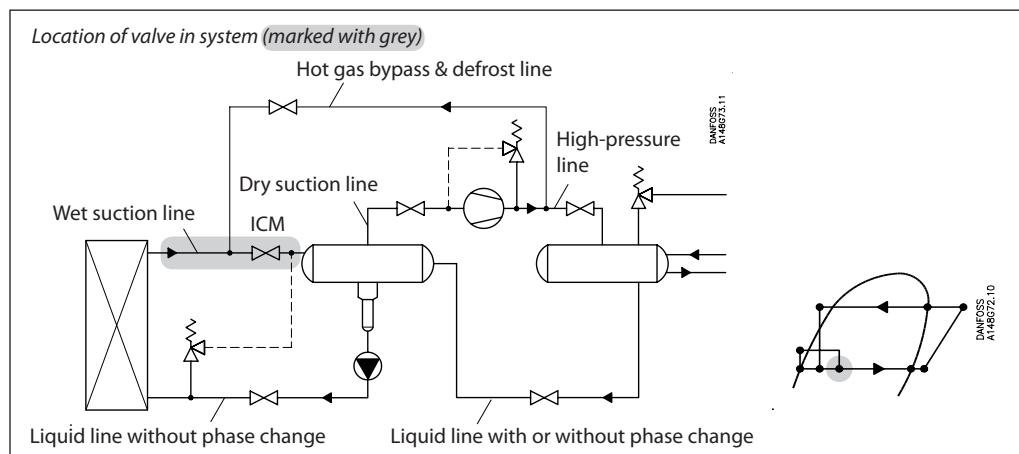 Location of valve in system (marked with grey)
Hot gas bypass & defrost line
DANFOSS
A148G73.11
High-pressure
line
Dry suction line
Wet suction line
ICM
DANFOSS
A148G72.10
Liquid line without phase change
Liquid line with or without phase change